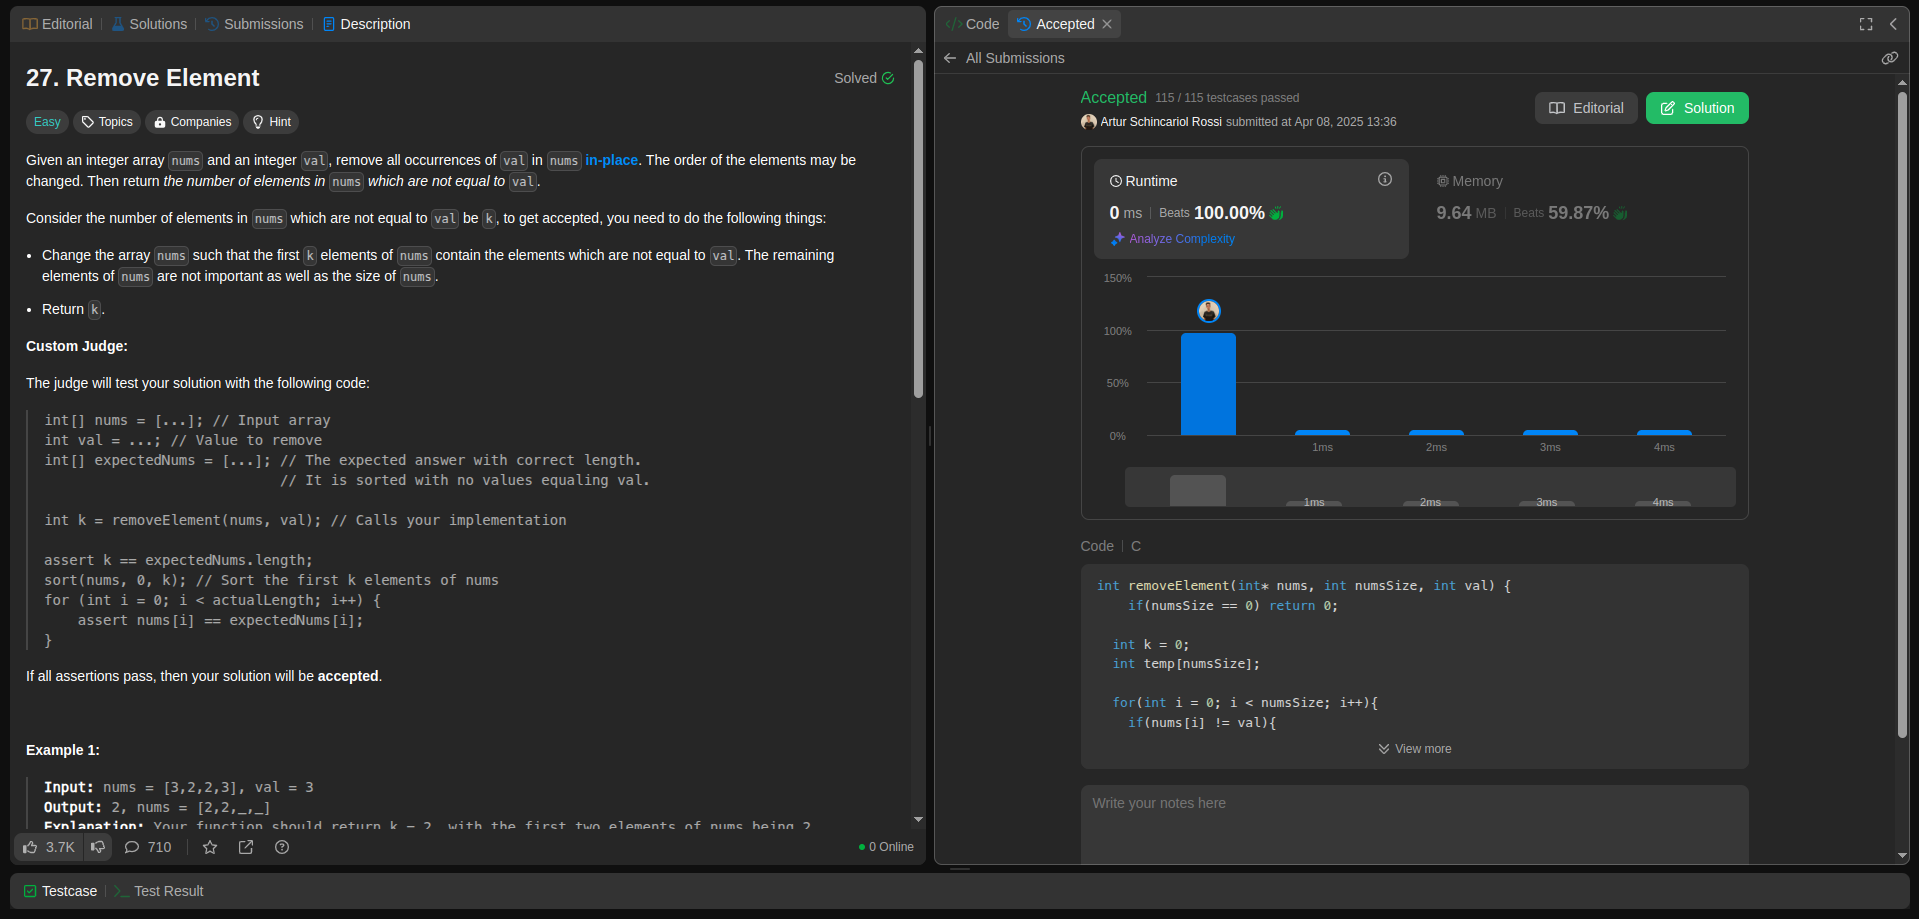 Editorial | Solutions | Submissions | Description
27. Remove Element
Solved
Easy Topics Companies Hint
Given an integer array nums and an integer val, remove all occurrences of val in nums in-place. The order of the elements may be
changed. Then return the number of elements in nums which are not equal to val.
Consider the number of elements in nums which are not equal to val be k, to get accepted, you need to do the following things:
• Change the array nums such that the first k elements of nums contain the elements which are not equal to val. The remaining
elements of nums are not important as well as the size of nums.
• Return k.
Custom Judge:
The judge will test your solution with the following code:
int[] nums = [...]; // Input array
int val = ...; // Value to remove
int[] expectedNums = [...]; // The expected answer with correct length.
// It is sorted with no values equaling val.
int k = removeElement(nums, val); // Calls your implementation
assert k == expectedNums.length;
sort(nums, 0, k); // Sort the first k elements of nums
for (int i = 0; i < actualLength; i++) {
assert nums[i] == expectedNums[i];
}
If all assertions pass, then your solution will be accepted.
Example 1:
Input: nums = [3,2,2,3], val = 3
Output: 2, nums = [2,2,_,_]
Explanation: Your function should return k = 2, with the first two elements of nums being 2.
3.7K 710
0 Online
Code Accepted
All Submissions
Accepted 115 / 115 testcases passed
Artur Schincariol Rossi submitted at Apr 08, 2025 13:36
Editorial Solution
Runtime
0 ms | Beats 100.00%
Analyze Complexity
Memory
9.64 MB | Beats 59.87%
150%
100%
50%
0%
1ms 2ms 3ms 4ms
1ms 2ms 3ms 4ms
Code | C
int removeElement(int* nums, int numsSize, int val) {
if(numsSize == 0) return 0;
int k = 0;
int temp[numsSize];
for(int i = 0; i < numsSize; i++){
if(nums[i] != val){
View more
Write your notes here
Testcase | Test Result